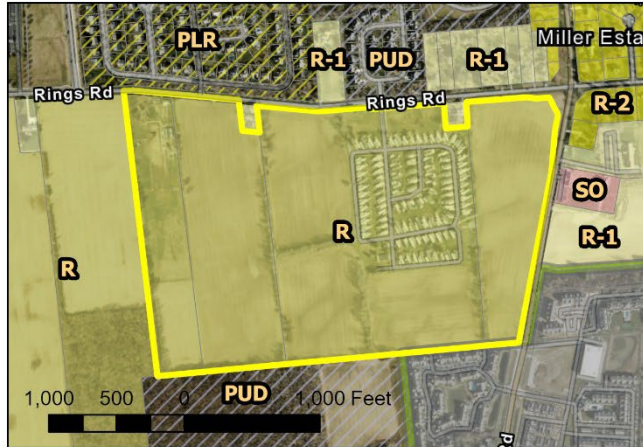 PLR
R-1
PUD
R-1
Miller Esta
Rings Rd
Rings Rd
R-2
SO
R
R
R-1
PUD
1,000 500 0 1,000 Feet